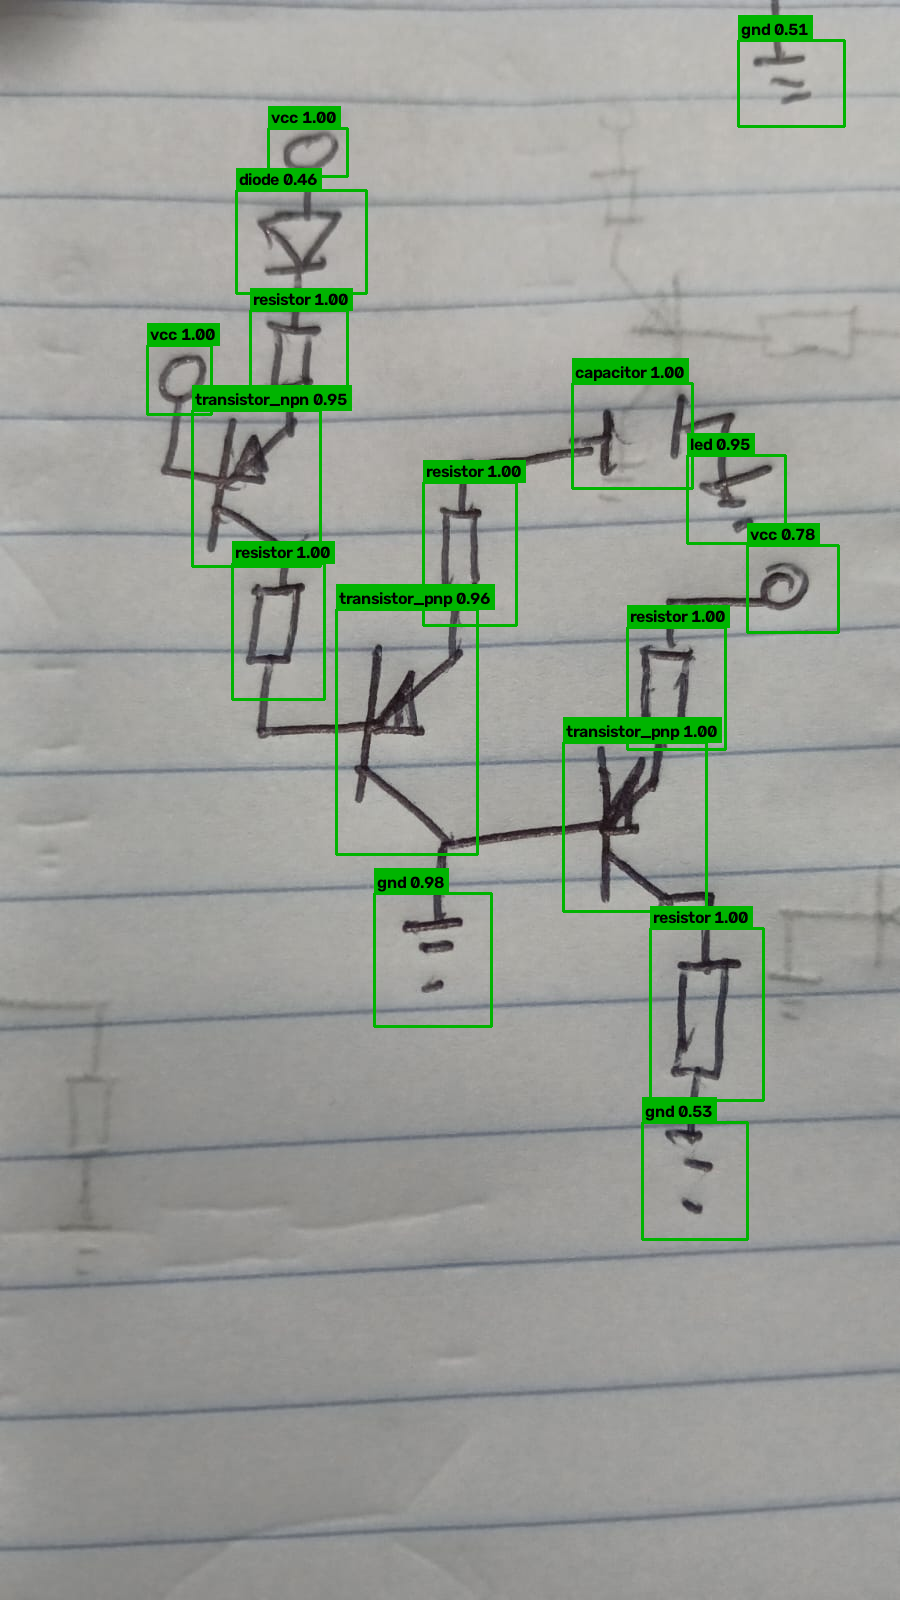 gnd 0.51
vcc 1.00
diode 0.46
resistor 1.00
vcc 1.00
transistor_npn 0.95
capacitor 1.00
led 0.95
resistor 1.00
vcc 0.78
resistor 1.00
transistor_pnp 0.96
resistor 1.00
transistor_pnp 1.00
gnd 0.98
resistor 1.00
gnd 0.53